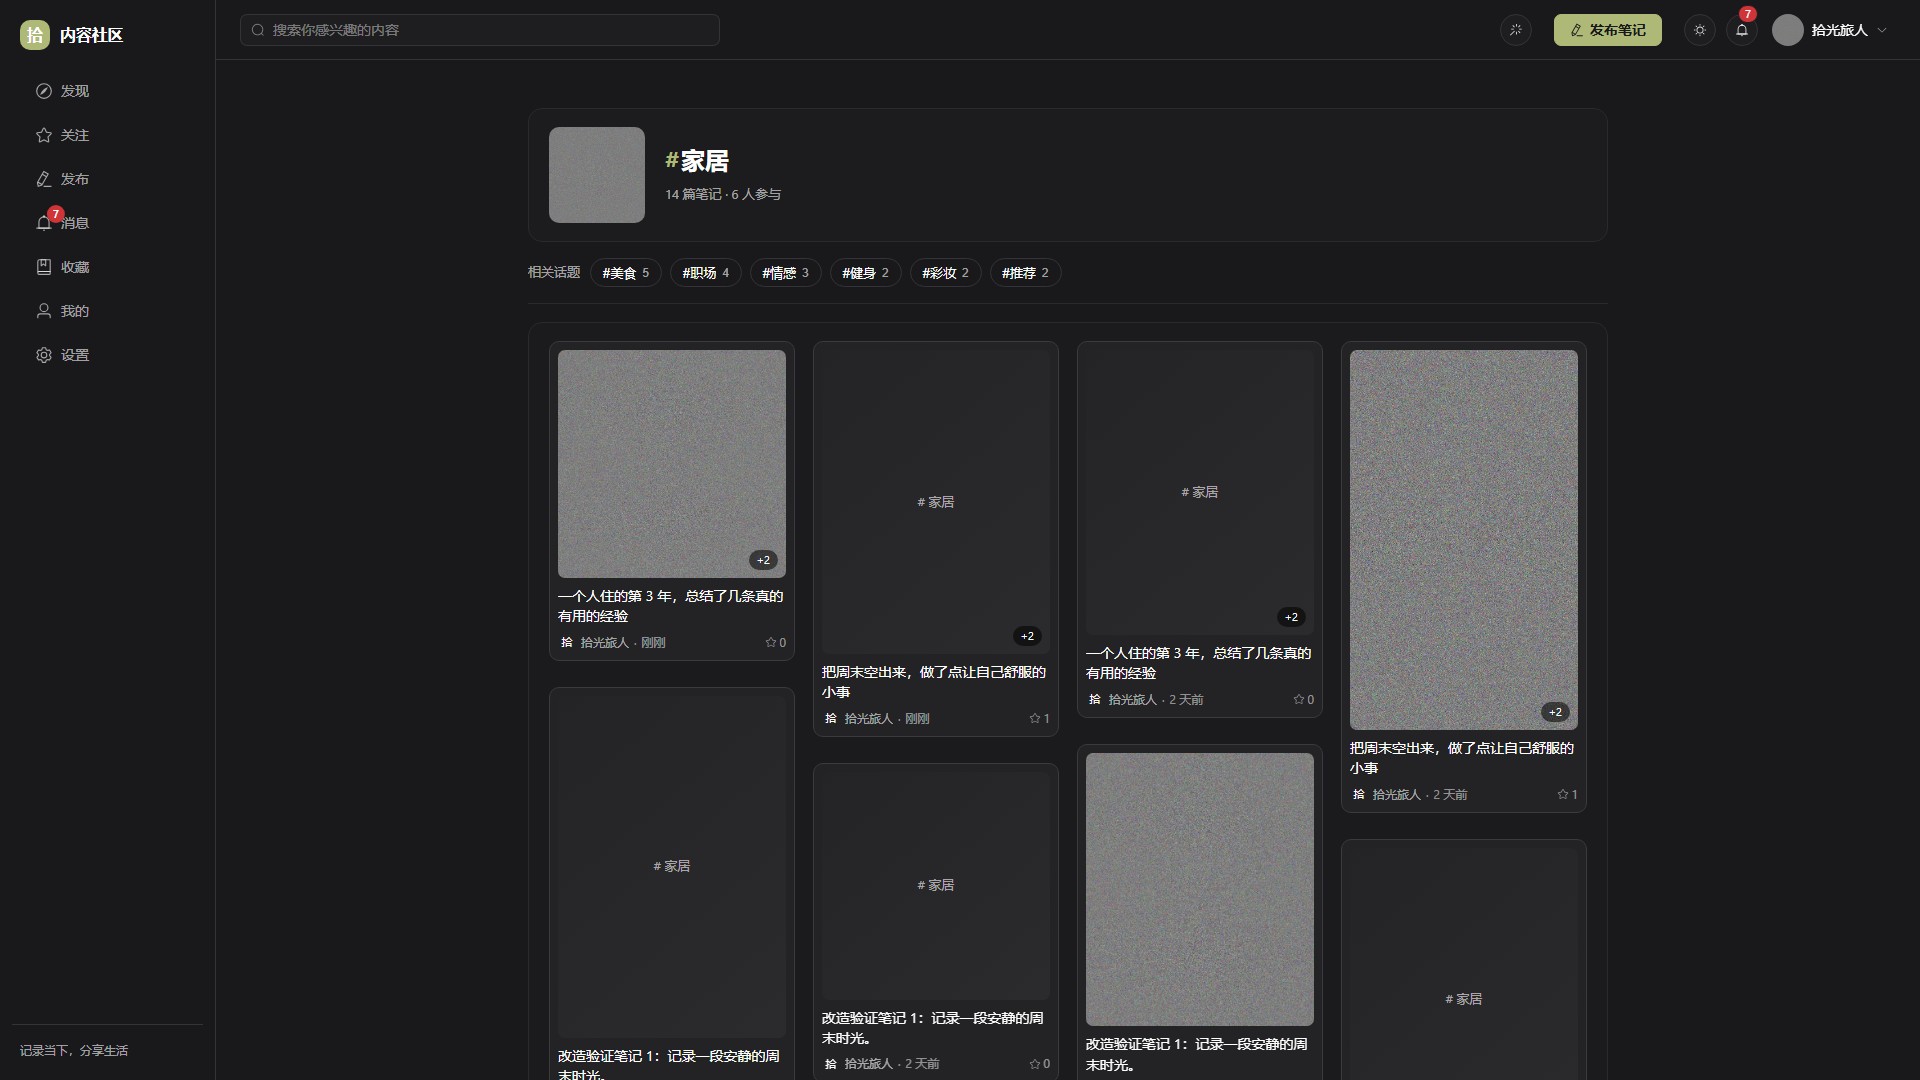 拾 内容社区
搜索你感兴趣的内容
发布笔记
7
拾光旅人
发现
关注
发布
7
消息
收藏
我的
设置
记录当下，分享生活
#家居
14 篇笔记 · 6 人参与
相关话题 #美食 5 #职场 4 #情感 3 #健身 2 #彩妆 2 #推荐 2
+2
一个人住的第 3 年，总结了几条真的
有用的经验
拾 拾光旅人 · 刚刚 0
# 家居
改造验证笔记 1：记录一段安静的周
末时光。
# 家居
+2
把周末空出来，做了点让自己舒服的
小事
拾 拾光旅人 · 刚刚 1
# 家居
改造验证笔记 1：记录一段安静的周
末时光。
拾 拾光旅人 · 2 天前 0
# 家居
+2
一个人住的第 3 年，总结了几条真的
有用的经验
拾 拾光旅人 · 2 天前 0
改造验证笔记 1：记录一段安静的周
末时光。
+2
把周末空出来，做了点让自己舒服的
小事
拾 拾光旅人 · 2 天前 1
# 家居